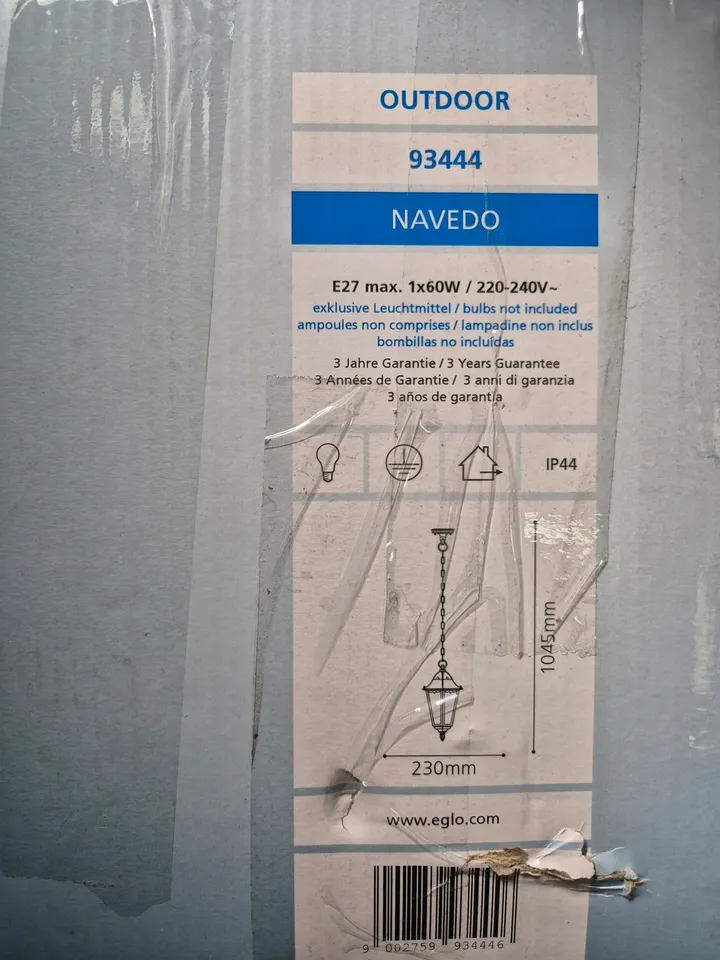 OUTDOOR
93444
NAVEDO
E27 max. 1x60W / 220-240V~
exklusive Leuchtmittel / bulbs not included
ampoules non comprises / lampadine non inclus
bombillas no incluídas
3 Jahre Garantie / 3 Years Guarantee
3 Années de Garantie / 3 anni di garanzia
3 años de garantía
IP44
1045mm
230mm
www.eglo.com
9 002759 934446